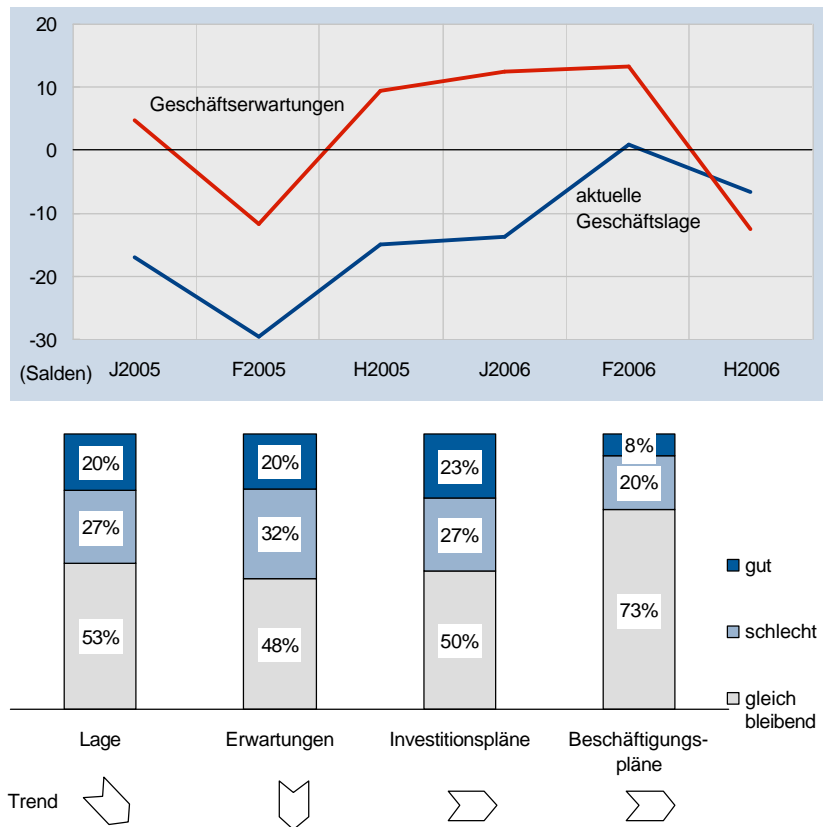 20
10
Geschäftserwartungen
0
aktuelle
Geschäftslage
-10
-20
-30
(Salden) J2005 F2005 H2005 J2006 F2006 H2006
20% 20% 23% 8%
27% 32% 27% 20%
53% 48% 50% 73%
gut
schlecht
gleich
bleibend
Lage Erwartungen Investitionspläne Beschäftigungs-
pläne
Trend